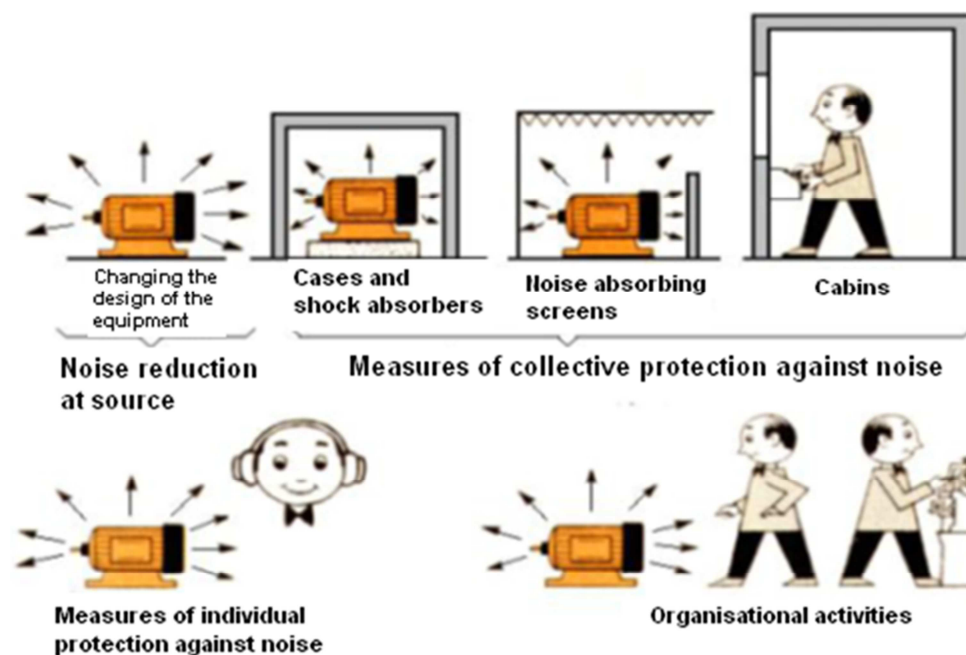 Changing the
design of the
equipment
Cases and
shock absorbers
Noise absorbing
screens
Cabins
Noise reduction
at source
Measures of collective protection against noise
Measures of individual
protection against noise
Organisational activities